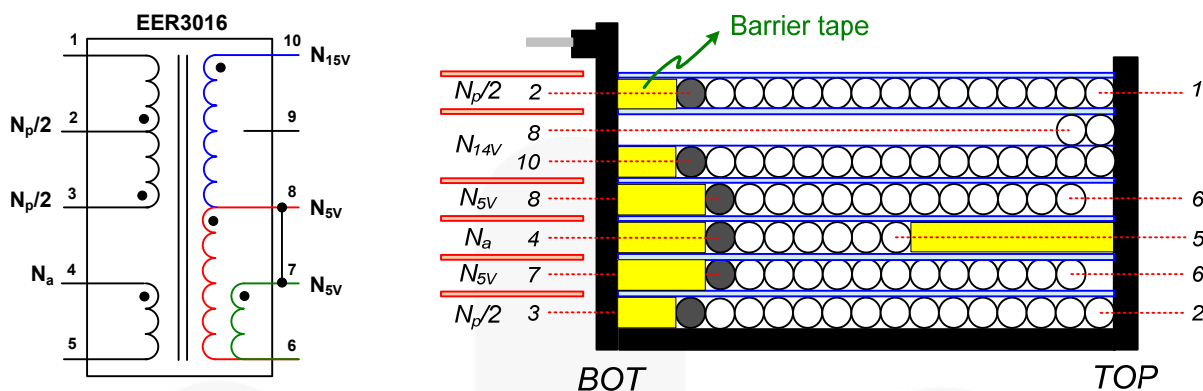 EER3016
1
10
N15V
Np/2
2
9
8
Np/2
3
N5V
Na
4
7
N5V
5
6
Barrier tape
Np/2 2 1
8
N14V
10
N5V 8 6
Na 4 5
N5V 7 6
Np/2 3 2
BOT
TOP